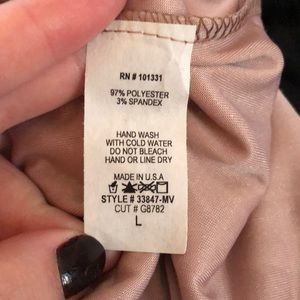 RN # 101331
97% POLYESTER
3% SPANDEX
HAND WASH
WITH COLD WATER
DO NOT BLEACH
HAND OR LINE DRY
MADE IN U.S.A
STYLE # 33847-MV
CUT # G8782
L